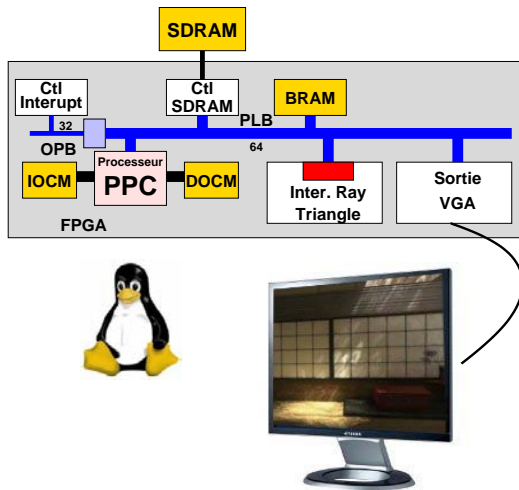 SDRAM
Ctl
Interupt
Ctl
SDRAM
BRAM
32
PLB
OPB
64
Processeur
PPC
IOCM
DOCM
Inter. Ray
Triangle
Sortie
VGA
FPGA